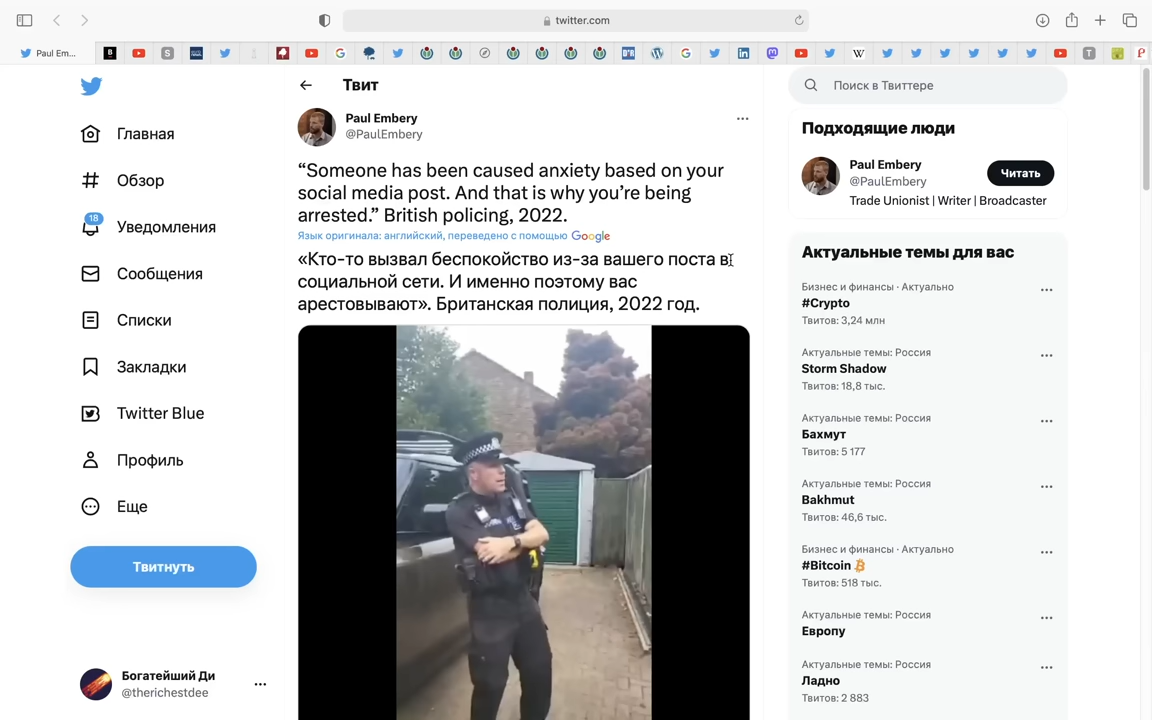 twitter.com
Paul Em...
Главная
Обзор
18
Уведомления
Сообщения
Списки
Закладки
Twitter Blue
Профиль
Еще
Твитнуть
Богатейший Ди
@therichestdee
Твит
Paul Embery
@PaulEmbery
“Someone has been caused anxiety based on your
social media post. And that is why you’re being
arrested.” British policing, 2022.
Язык оригинала: английский, переведено с помощью Google
«Кто-то вызвал беспокойство из-за вашего поста в
социальной сети. И именно поэтому вас
арестовывают». Британская полиция, 2022 год.
Поиск в Твиттере
Подходящие люди
Paul Embery
@PaulEmbery
Читать
Trade Unionist | Writer | Broadcaster
Актуальные темы для вас
Бизнес и финансы · Актуально
#Crypto
Твитов: 3,24 млн
Актуальные темы: Россия
Storm Shadow
Твитов: 18,8 тыс.
Актуальные темы: Россия
Бахмут
Твитов: 5 177
Актуальные темы: Россия
Bakhmut
Твитов: 46,6 тыс.
Бизнес и финансы · Актуально
#Bitcoin
Твитов: 518 тыс.
Актуальные темы: Россия
Европу
Актуальные темы: Россия
Ладно
Твитов: 2 883